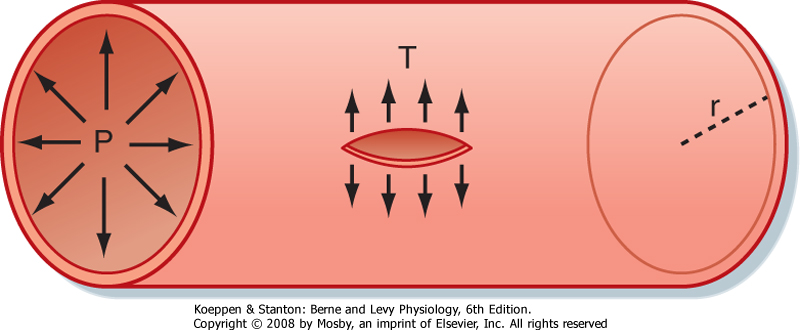 T
P
r
Koeppen & Stanton: Berne and Levy Physiology, 6th Edition.
Copyright © 2008 by Mosby, an imprint of Elsevier, Inc. All rights reserved